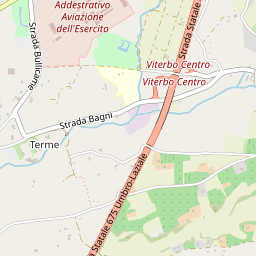 Addestrativo
Aviazione
dell'Esercito
Strada Bullicame
Strada Statale
Viterbo Centro
Viterbo Centro
Strada Bagni
Terme
Statale 675 Umbro-Laziale